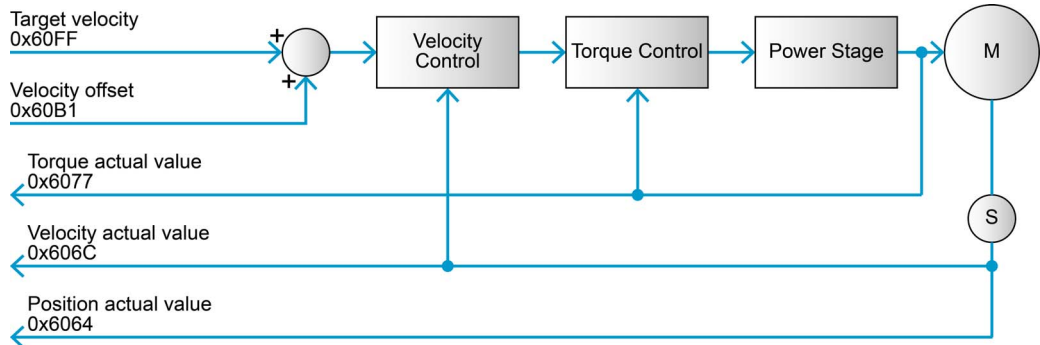 Target velocity
0x60FF
+
+
Velocity
Control
Torque Control
Power Stage
M
Velocity offset
0x60B1
Torque actual value
0x6077
S
Velocity actual value
0x606C
Position actual value
0x6064